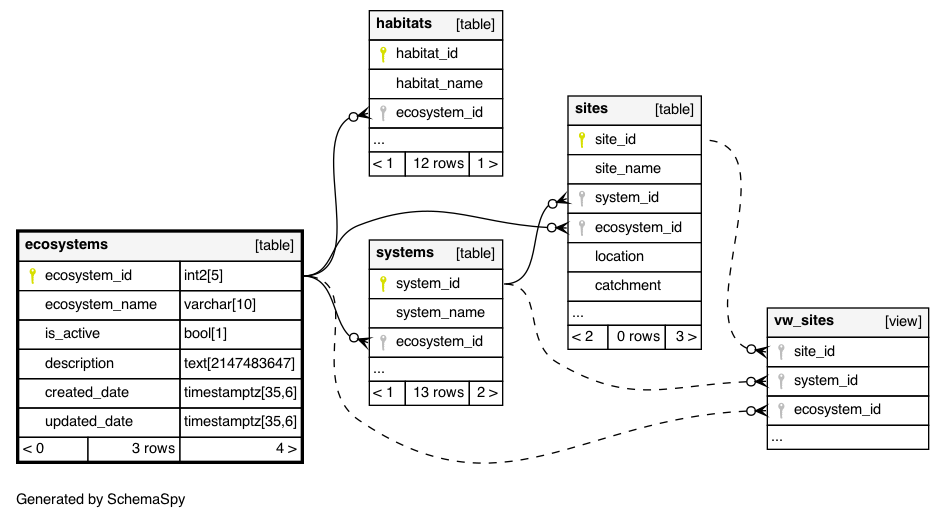 habitats [table]
habitat_id
habitat_name
ecosystem_id
...
< 1 12 rows 1 >
sites [table]
site_id
site_name
system_id
ecosystem_id
location
catchment
...
< 2 0 rows 3 >
ecosystems [table]
ecosystem_id int2[5]
ecosystem_name varchar[10]
is_active bool[1]
description text[2147483647]
created_date timestamptz[35,6]
updated_date timestamptz[35,6]
< 0 3 rows 4 >
systems [table]
system_id
system_name
ecosystem_id
...
< 1 13 rows 2 >
vw_sites [view]
site_id
system_id
ecosystem_id
...
Generated by SchemaSpy